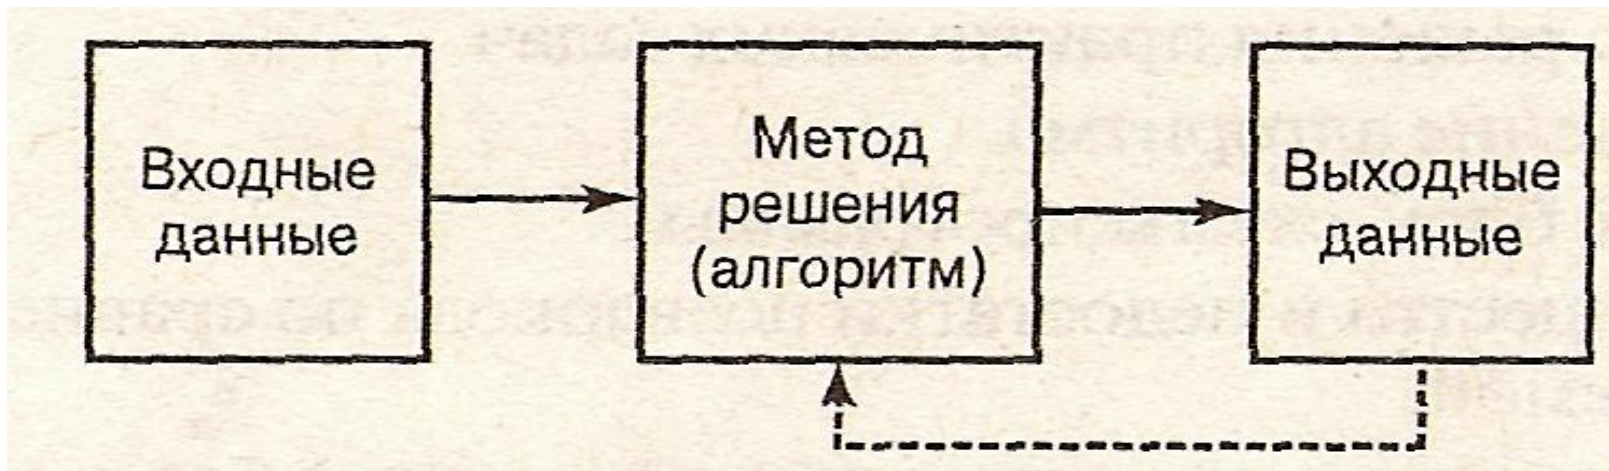 Входные
данные
Метод
решения
(алгоритм)
Выходные
данные